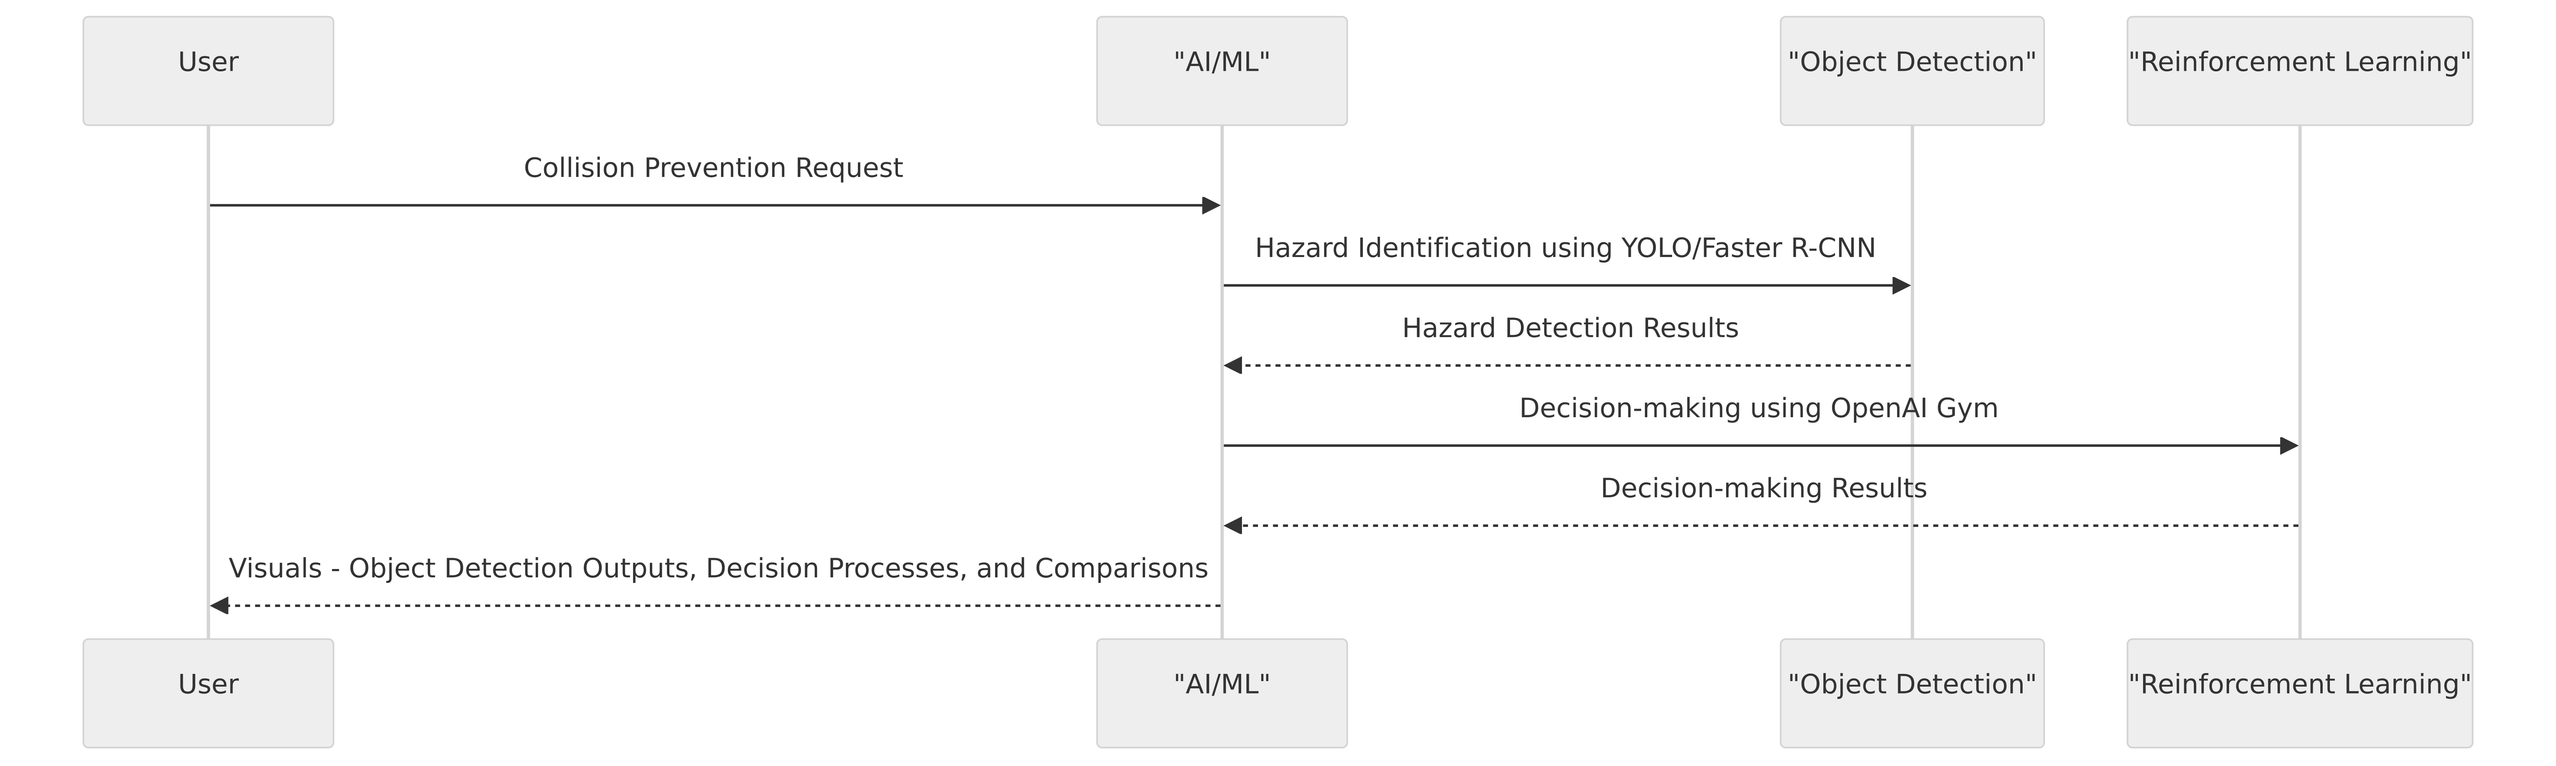 User
"AI/ML"
"Object Detection"
"Reinforcement Learning"
Collision Prevention Request
Hazard Identification using YOLO/Faster R-CNN
Hazard Detection Results
Decision-making using OpenAI Gym
Decision-making Results
Visuals - Object Detection Outputs, Decision Processes, and Comparisons
User
"AI/ML"
"Object Detection"
"Reinforcement Learning"